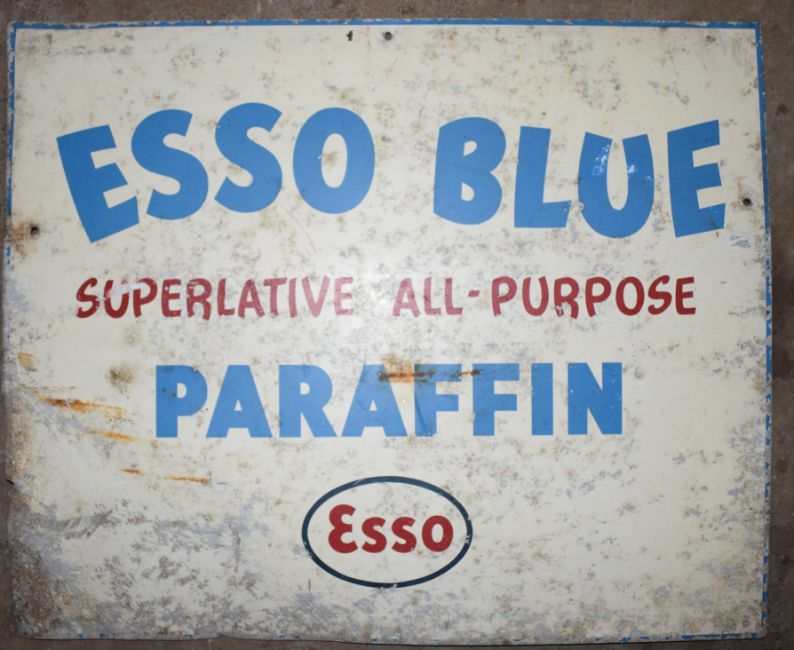 ESSO BLUE
SUPERLATIVE ALL-PURPOSE
PARAFFIN
Esso